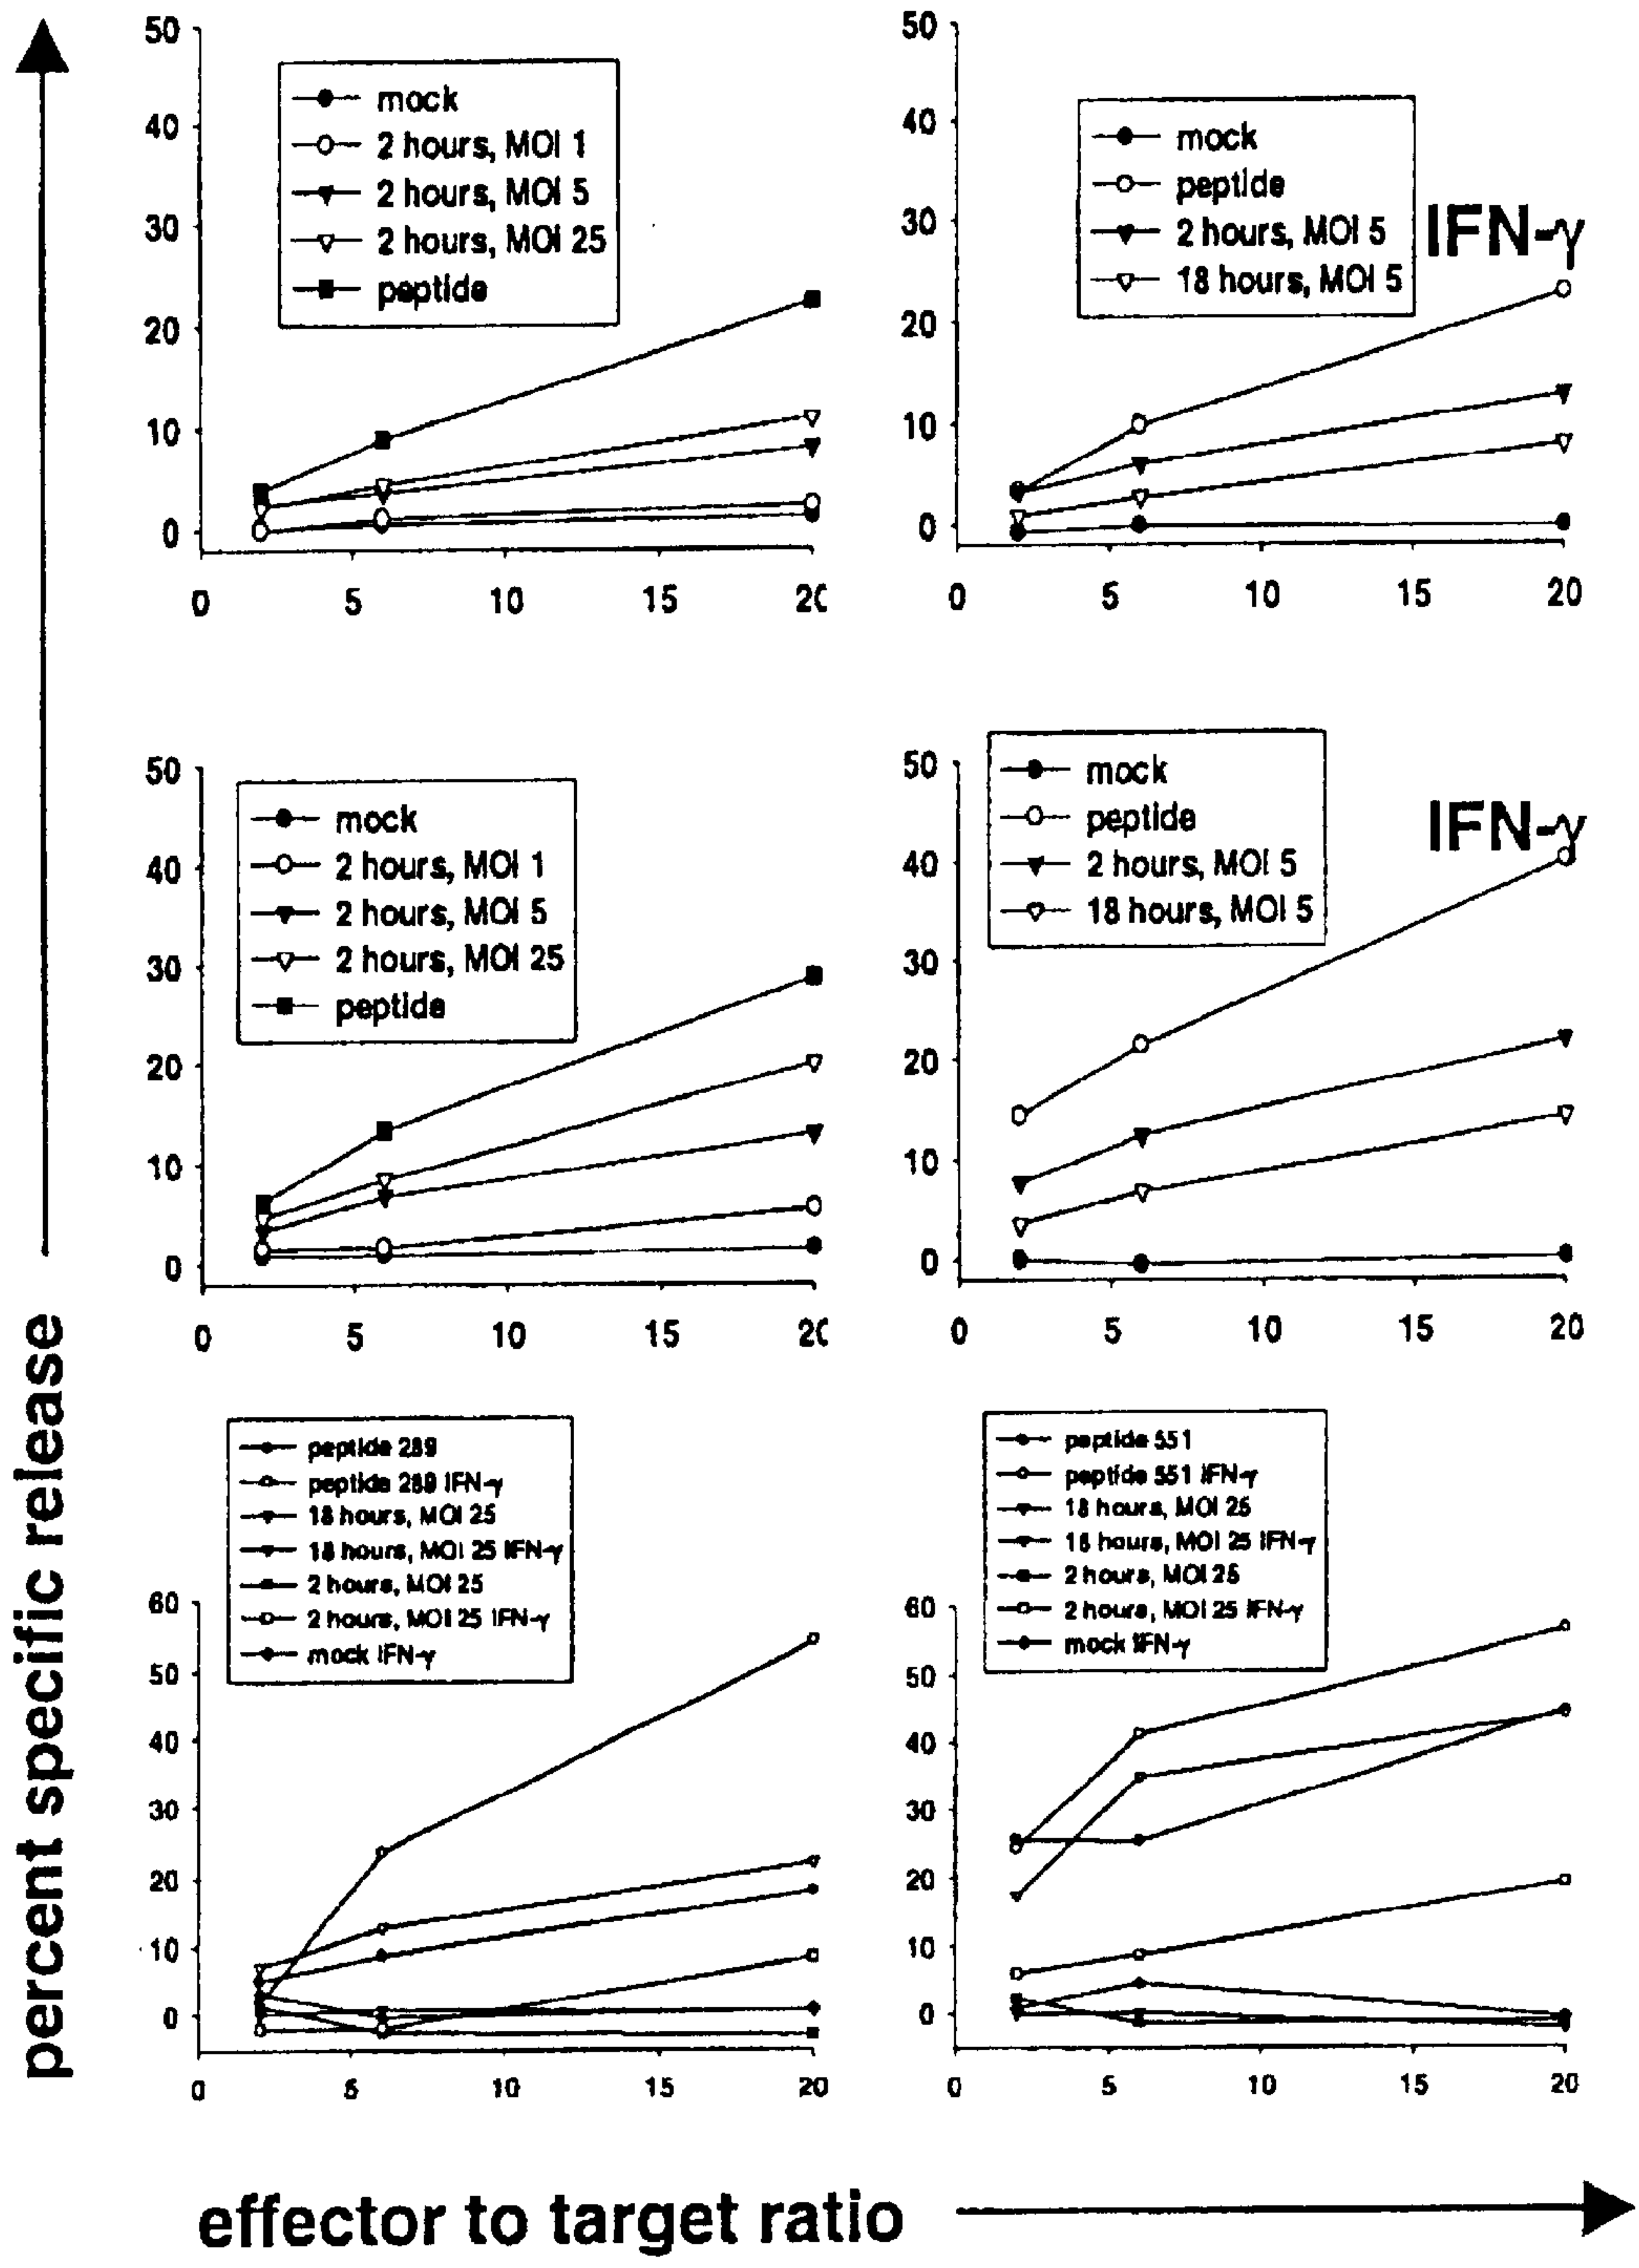 percent specific release
50
40
30
20
10
0
mock
2 hours, MOI 1
2 hours, MOI 5
2 hours, MOI 25
peptide
0 5 10 15 20
50
40
30
20
10
0
mock
peptide
2 hours, MOI 5
18 hours, MOI 5
IFN-γ
0 5 10 15 20
50
40
30
20
10
0
mock
2 hours, MOI 1
2 hours, MOI 5
2 hours, MOI 25
peptide
0 5 10 15 20
50
40
30
20
10
0
mock
peptide
2 hours, MOI 5
18 hours, MOI 5
IFN-γ
0 5 10 15 20
peptide 289
peptide 289 IFN-γ
18 hours, MOI 25
18 hours, MOI 25 IFN-γ
2 hours, MOI 25
2 hours, MOI 25 IFN-γ
mock IFN-γ
60
50
40
30
20
10
0
0 5 10 15 20
peptide 551
peptide 551 IFN-γ
18 hours, MOI 25
18 hours, MOI 25 IFN-γ
2 hours, MOI 25
2 hours, MOI 25 IFN-γ
mock IFN-γ
60
50
40
30
20
10
0
0 5 10 15 20
effector to target ratio